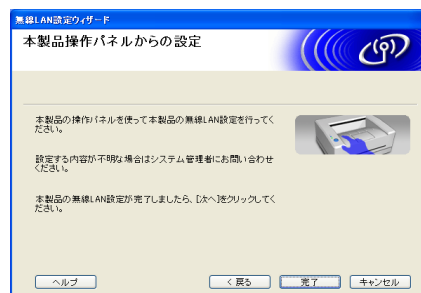 無線LAN設定ウィザード
本製品操作パネルからの設定
本製品の操作パネルを使って本製品の無線LAN設定を行ってく
ださい。
設定する内容が不明な場合はシステム管理者にお問い合わせ
ください。
本製品の無線LAN設定が完了しましたら、[次へ]をクリックしてく
ださい。
ヘルプ
< 戻る
完了
キャンセル